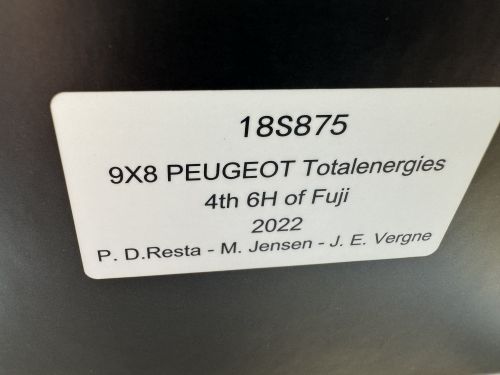 18S875
9X8 PEUGEOT Totalenergies
4th 6H of Fuji
2022
P. D.Resta - M. Jensen - J. E. Vergne